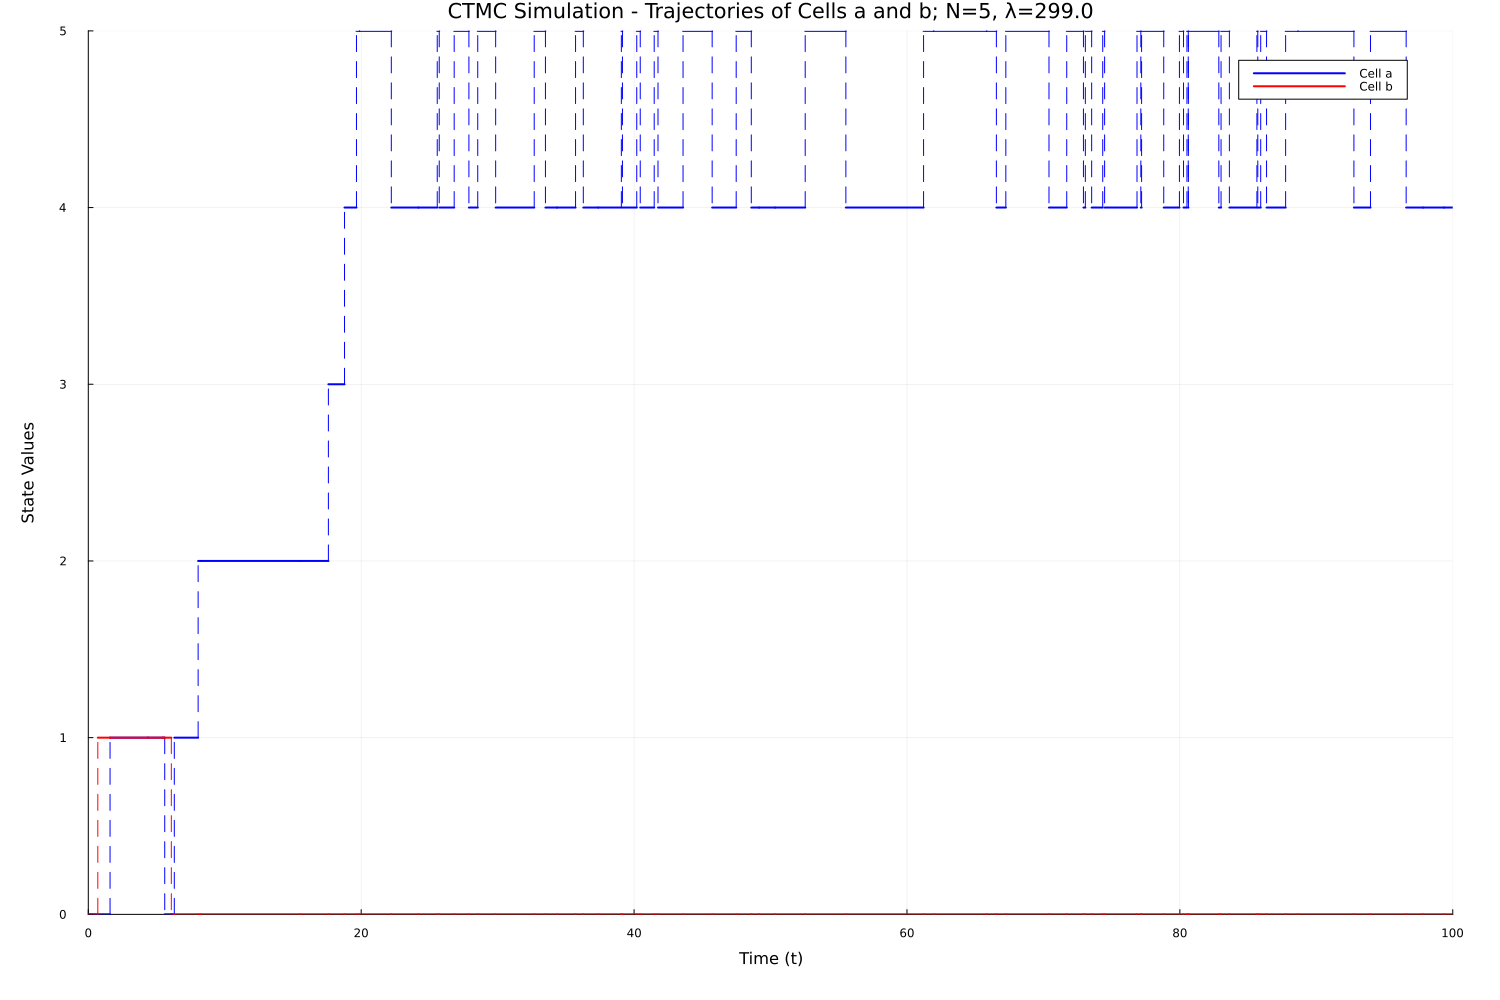 CTMC Simulation - Trajectories of Cells a and b; N=5, λ=299.0
5
Cell a
Cell b
4
3
State Values
2
1
0
0 20 40 60 80 100
Time (t)